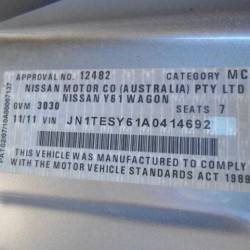 APPROVAL NO. 12482 CATEGORY MC
NISSAN MOTOR CO (AUSTRALIA) PTY LTD
NISSAN Y61 WAGON
GVM 3030 SEATS 7
11/11 VIN JN1TESY61A0414692
THIS VEHICLE WAS MANUFACTURED TO COMPLY
WITH THE MOTOR VEHICLE STANDARDS ACT 1989